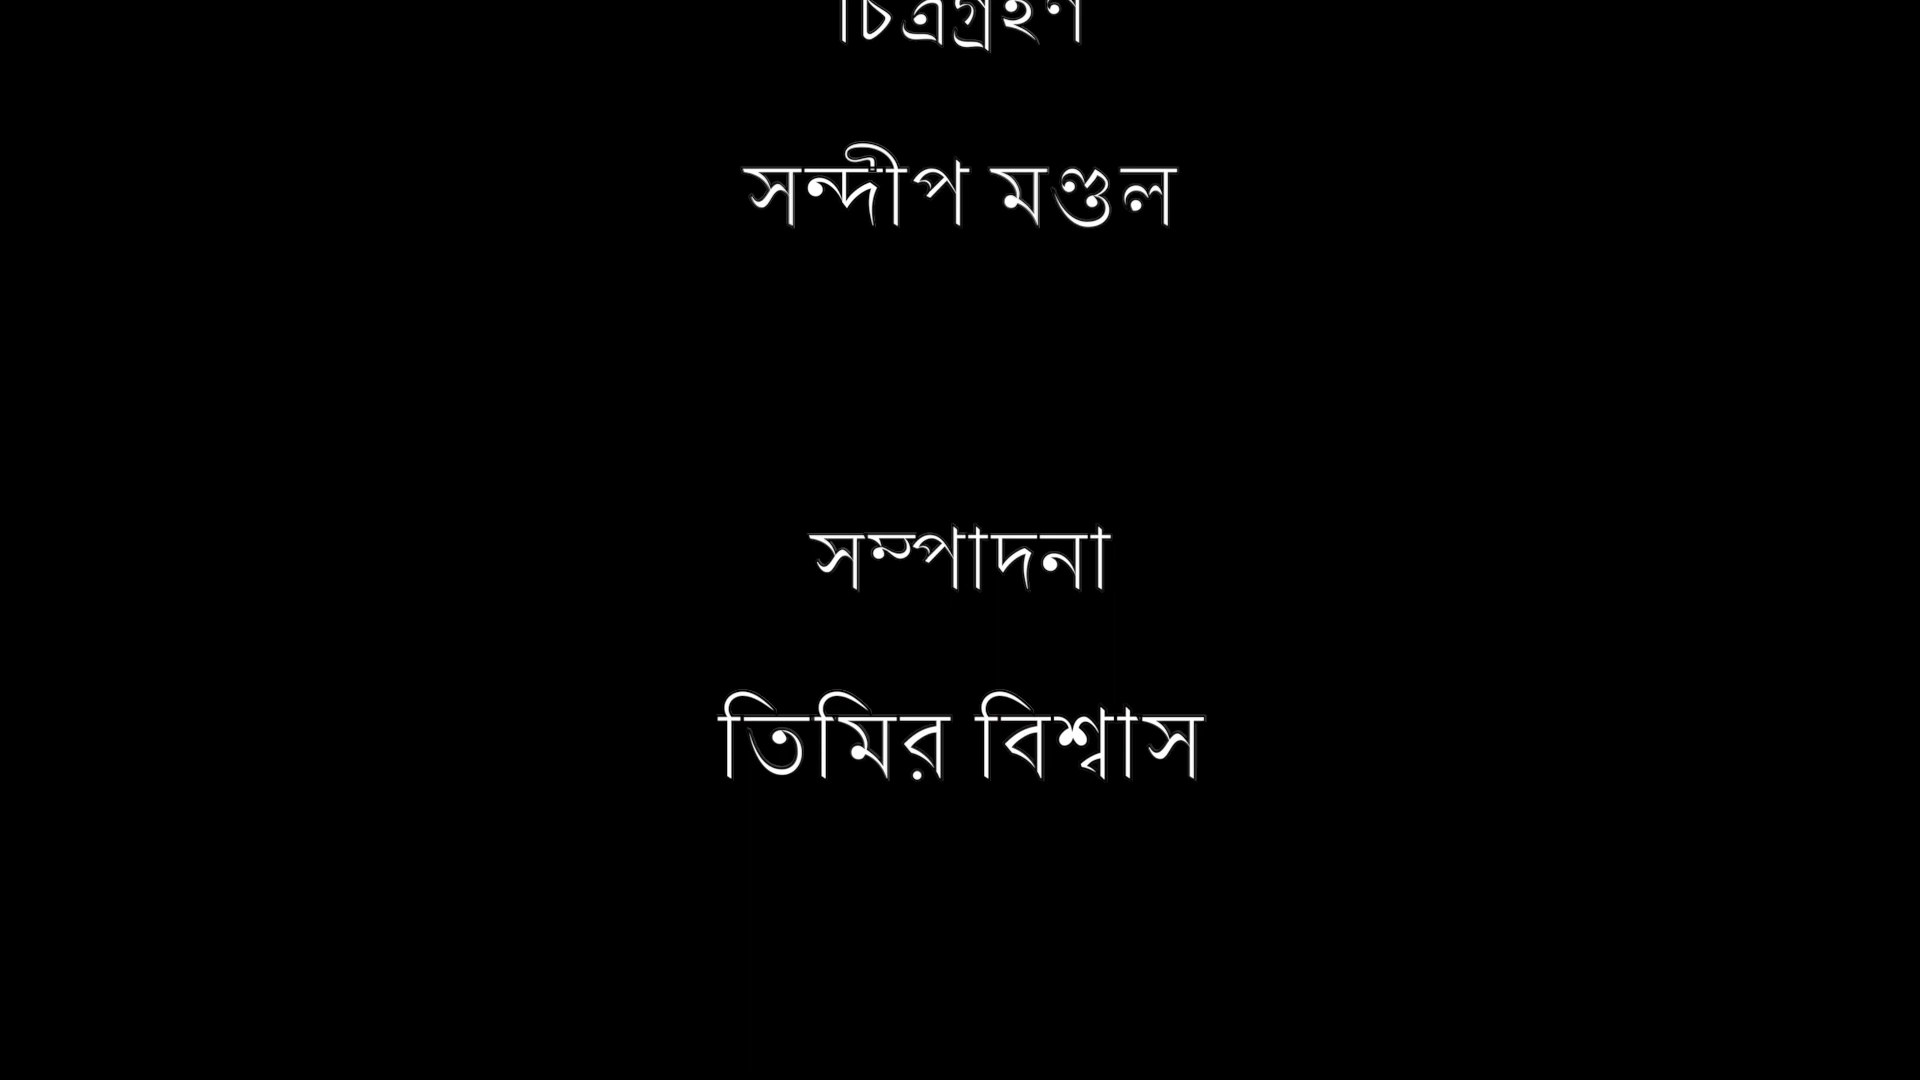 চিত্রগ্রহণ
সন্দীপ মণ্ডল
সম্পাদনা
তিমির বিশ্বাস